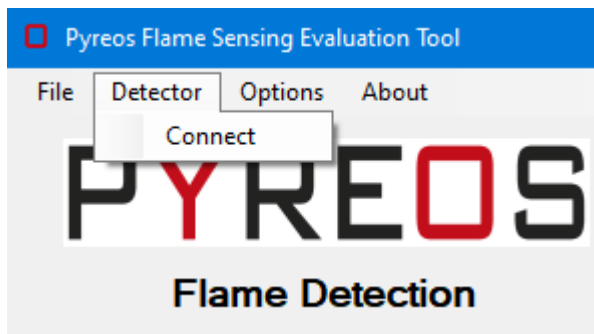 Pyreos Flame Sensing Evaluation Tool
File Detector Options About
Connect
PYREOS
Flame Detection